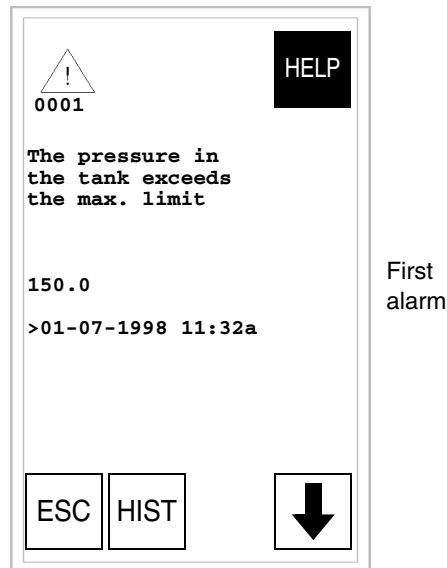 !
HELP
0001
The pressure in
the tank exceeds
the max. limit
150.0
First
alarm
>01-07-1998 11:32a
ESC HIST